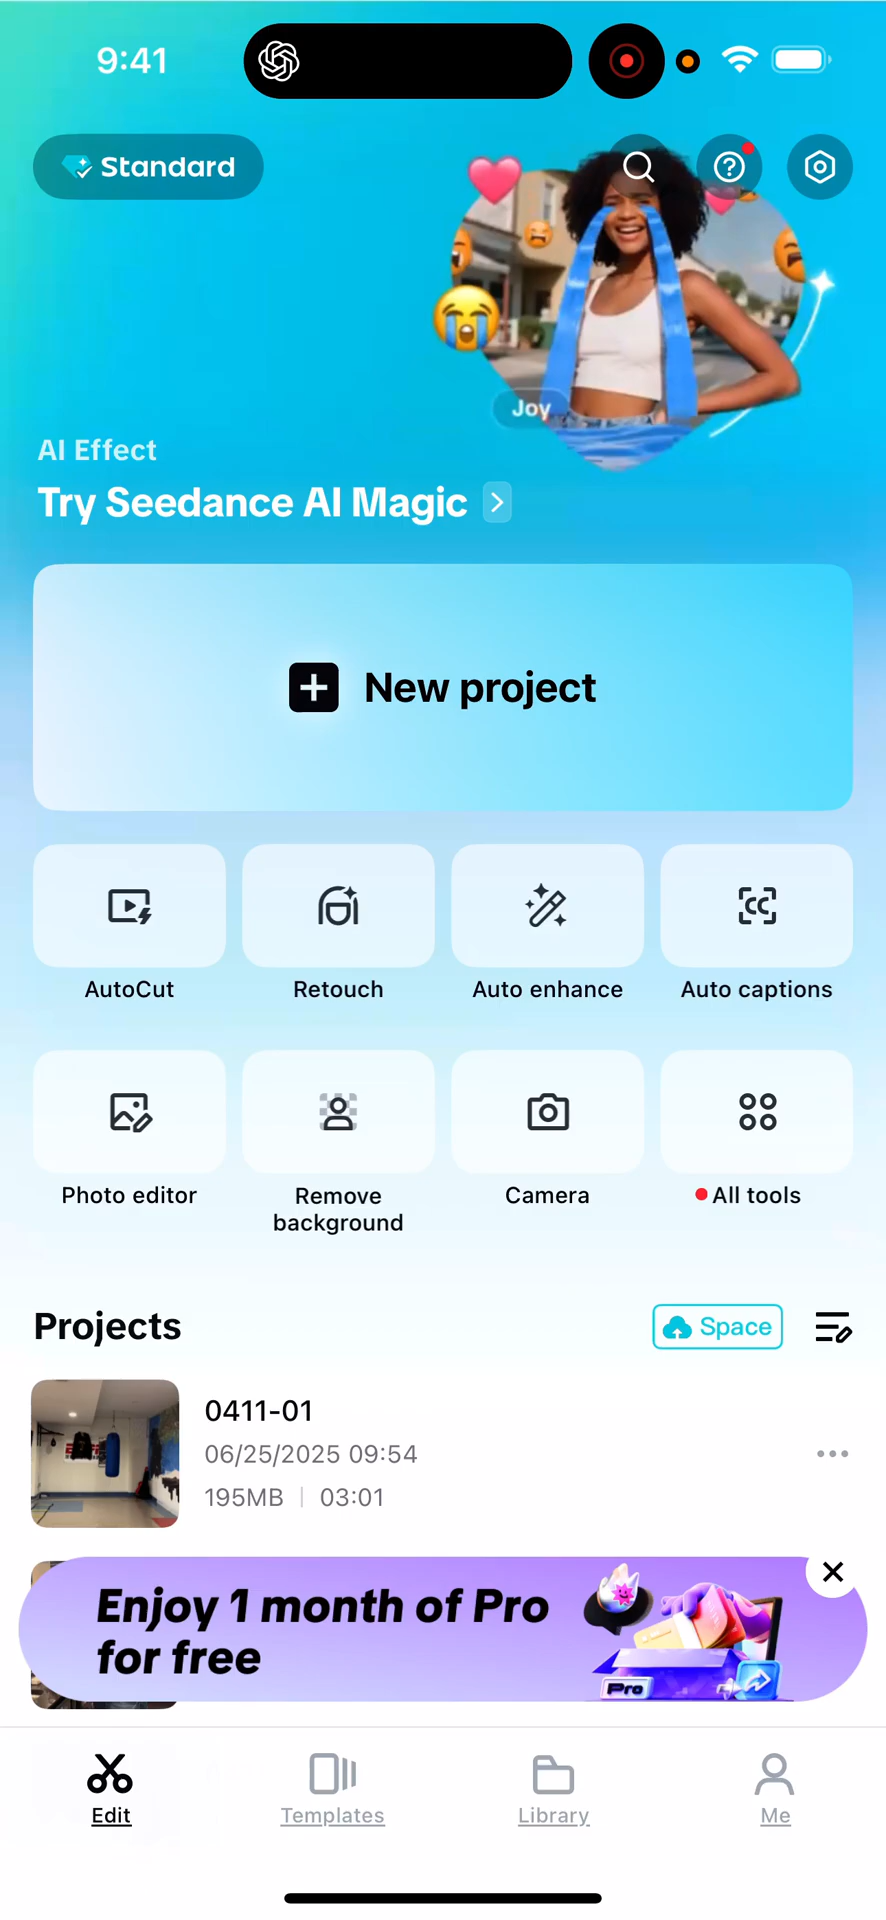 9:41
Standard
Joy
AI Effect
Try Seedance AI Magic
New project
AutoCut
Retouch
Auto enhance
Auto captions
Photo editor
Remove
background
Camera
All tools
Projects
Space
0411-01
06/25/2025 09:54
195MB | 03:01
Enjoy 1 month of Pro
for free
Pro
Edit
Templates
Library
Me